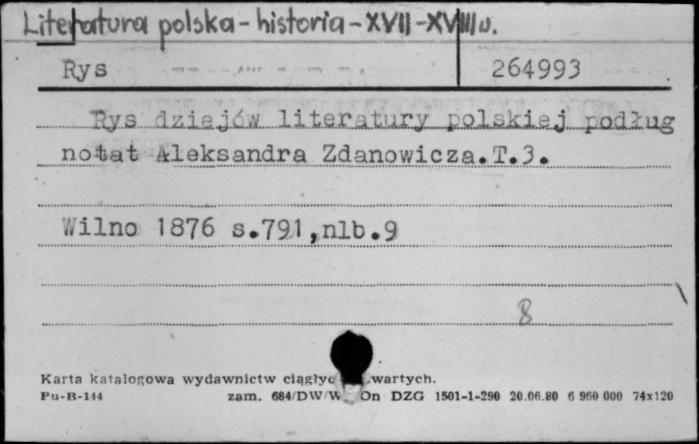 Literatura polska - historia - XVII - XVIII w.
Rys 264993
Rys dziejów literatury polskiej podług
notat Aleksandra Zdanowicza.T.3.
Wilno 1876 s.791,nlb.9
8
Karta katalogowa wydawnictw wartych.
Pu-B-144 zam. 684/DW/W On DZG 1501-1-290 20.06.80 6 960 000 74x120